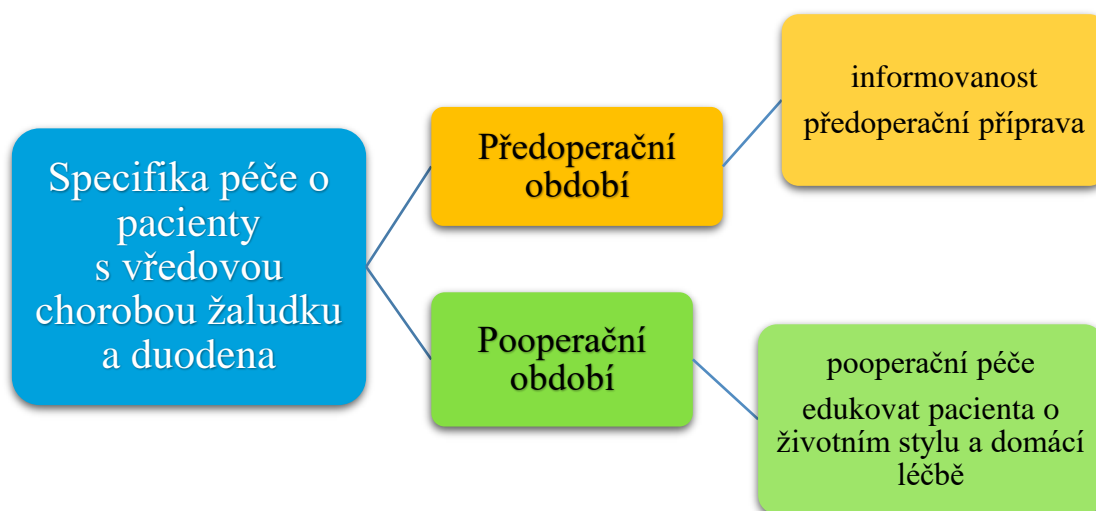 Specifika péče o
pacienty
s vředovou
chorobou žaludku
a duodena
Předoperační
období
informovanost
předoperační příprava
Pooperační
období
pooperační péče
edukovat pacienta o
životním stylu a domácí
léčbě